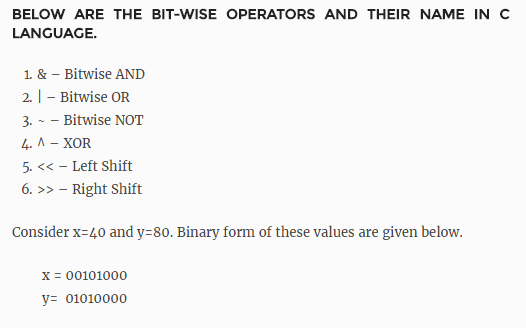 BELOW ARE THE BIT-WISE OPERATORS AND THEIR NAME IN C
LANGUAGE.
1. & – Bitwise AND
2. | – Bitwise OR
3. ~ – Bitwise NOT
4. ^ – XOR
5. << – Left Shift
6. >> – Right Shift
Consider x=40 and y=80. Binary form of these values are given below.
x = 00101000
y= 01010000